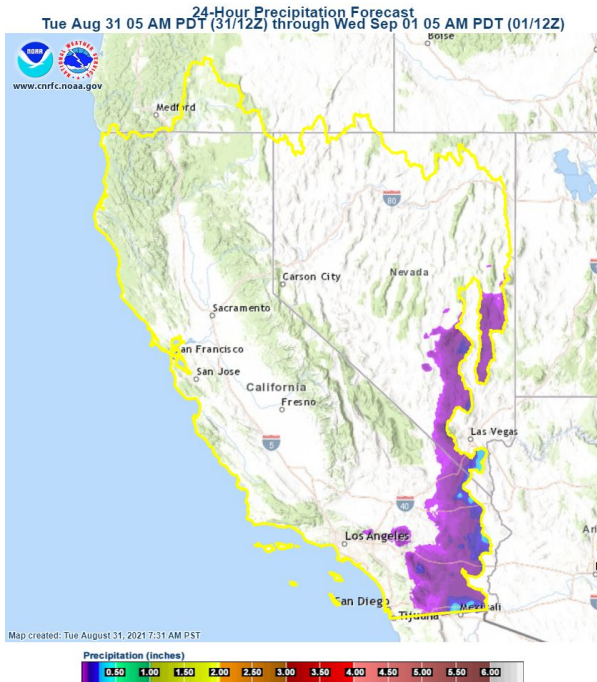 24-Hour Precipitation Forecast
Tue Aug 31 05 AM PDT (31/12Z) through Wed Sep 01 05 AM PDT (01/12Z)
NOAA
NATIONAL WEATHER SERVICE
www.cnrfc.noaa.gov
Boise
Medford
80
Carson City
Nevada
Sacramento
San Francisco
San Jose
California
Fresno
Las Vegas
5
40
Los Angeles
San Diego
Mexicali
Tijuana
Map created: Tue August 31, 2021 7:31 AM PST
Precipitation (inches)
0.50 1.00 1.50 2.00 2.50 3.00 3.50 4.00 4.50 5.00 5.50 6.00